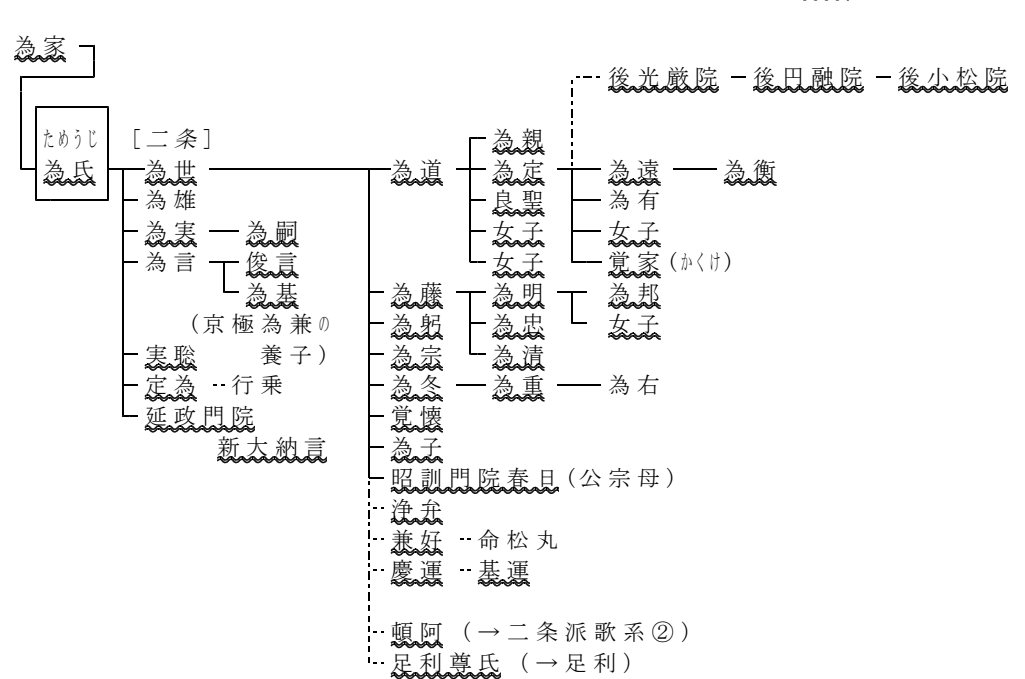 為家
後光厳院 後円融院 後小松院
ためうじ [二条] 為親
為氏 為世 為道 為定 為遠 為衡
為雄 良聖 為有
為実 為嗣 女子 女子
為言 俊言 女子 覚家(かくけ)
為基 為藤 為明 為邦
(京極為兼の 為躬 為忠 女子
実聡 養子) 為宗 為清
定為 行乗 為冬 為重 為右
延政門院 覚懐
新大納言 為子
昭訓門院春日(公宗母)
浄弁
兼好 命松丸
慶運 基運
頓阿 (→二条派歌系②)
足利尊氏 (→足利)